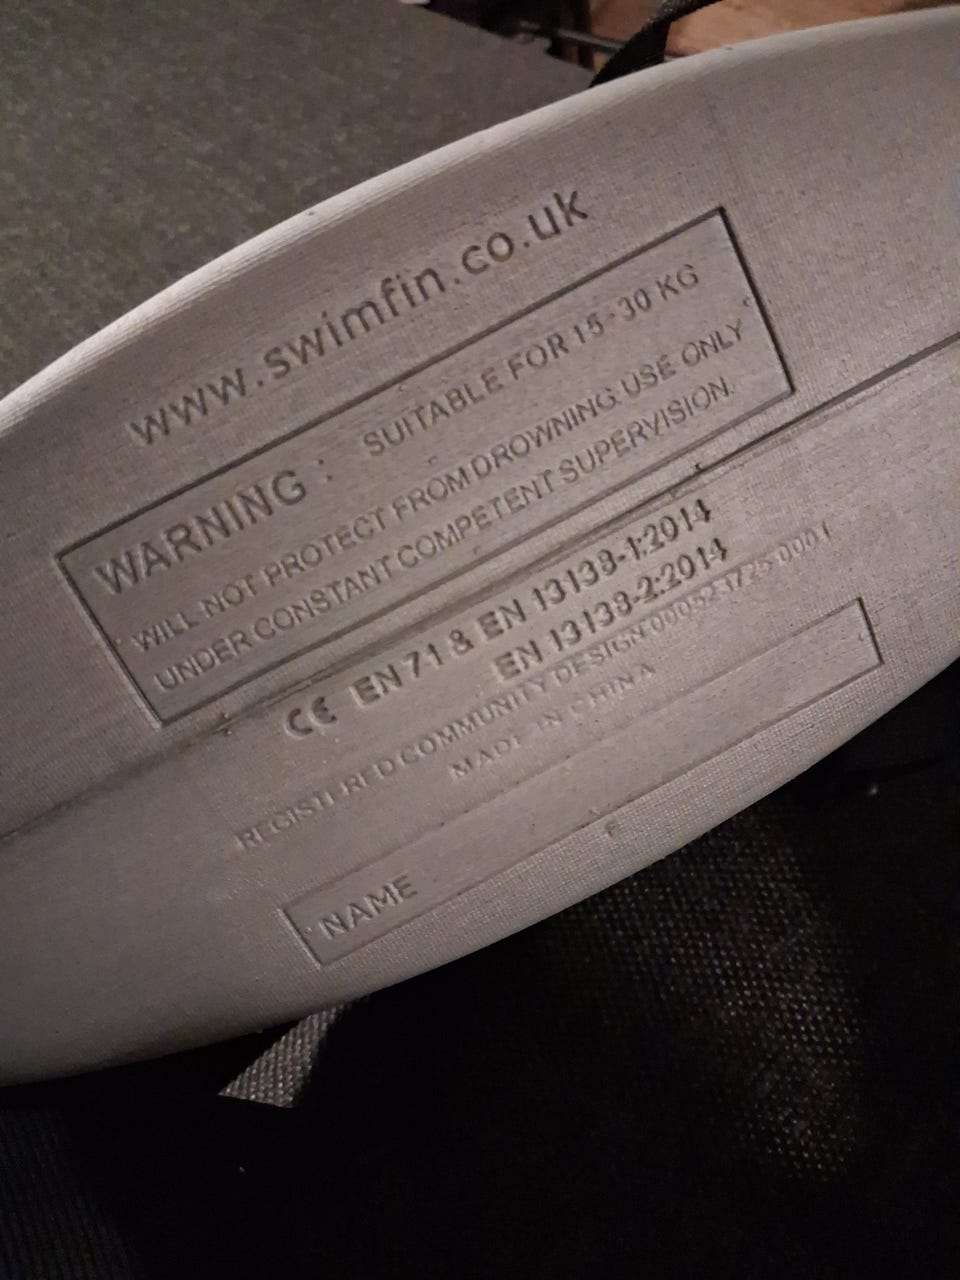 www.swimfin.co.uk
WARNING : SUITABLE FOR 15-30 KG
WILL NOT PROTECT FROM DROWNING USE ONLY
UNDER CONSTANT COMPETENT SUPERVISION.
CE EN 71 & EN 13138-1:2014
EN 13138-2:2014
REGISTERED COMMUNITY DESIGN
MADE IN CHINA
NAME